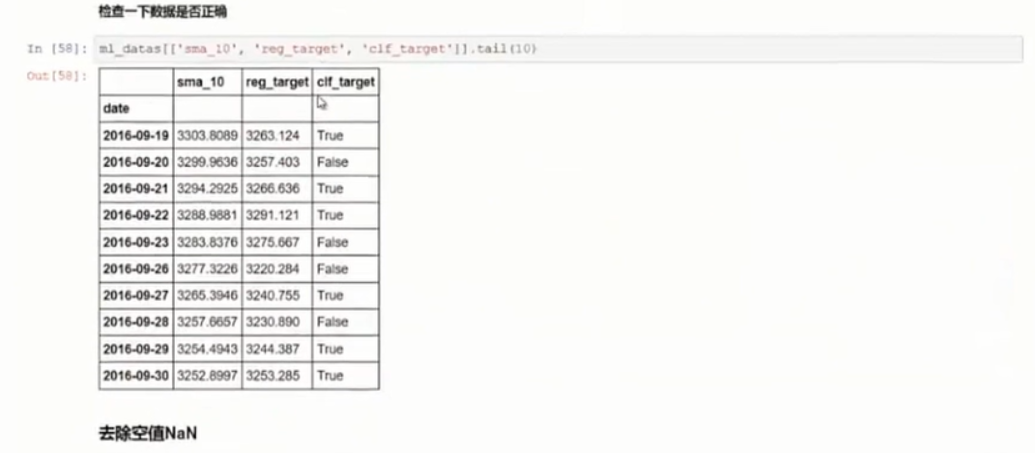 检查一下数据是否正确
In [58]: ml_datas[['sma_10', 'reg_target', 'clf_target']].tail(10)
Out[58]:
sma_10 reg_target clf_target
date
2016-09-19 3303.8089 3263.124 True
2016-09-20 3299.9636 3257.403 False
2016-09-21 3294.2925 3266.636 True
2016-09-22 3288.9881 3291.121 True
2016-09-23 3283.8376 3275.667 False
2016-09-26 3277.3226 3220.284 False
2016-09-27 3265.3946 3240.755 True
2016-09-28 3257.6657 3230.890 False
2016-09-29 3254.4943 3244.387 True
2016-09-30 3252.8997 3253.285 True
去除空值NaN